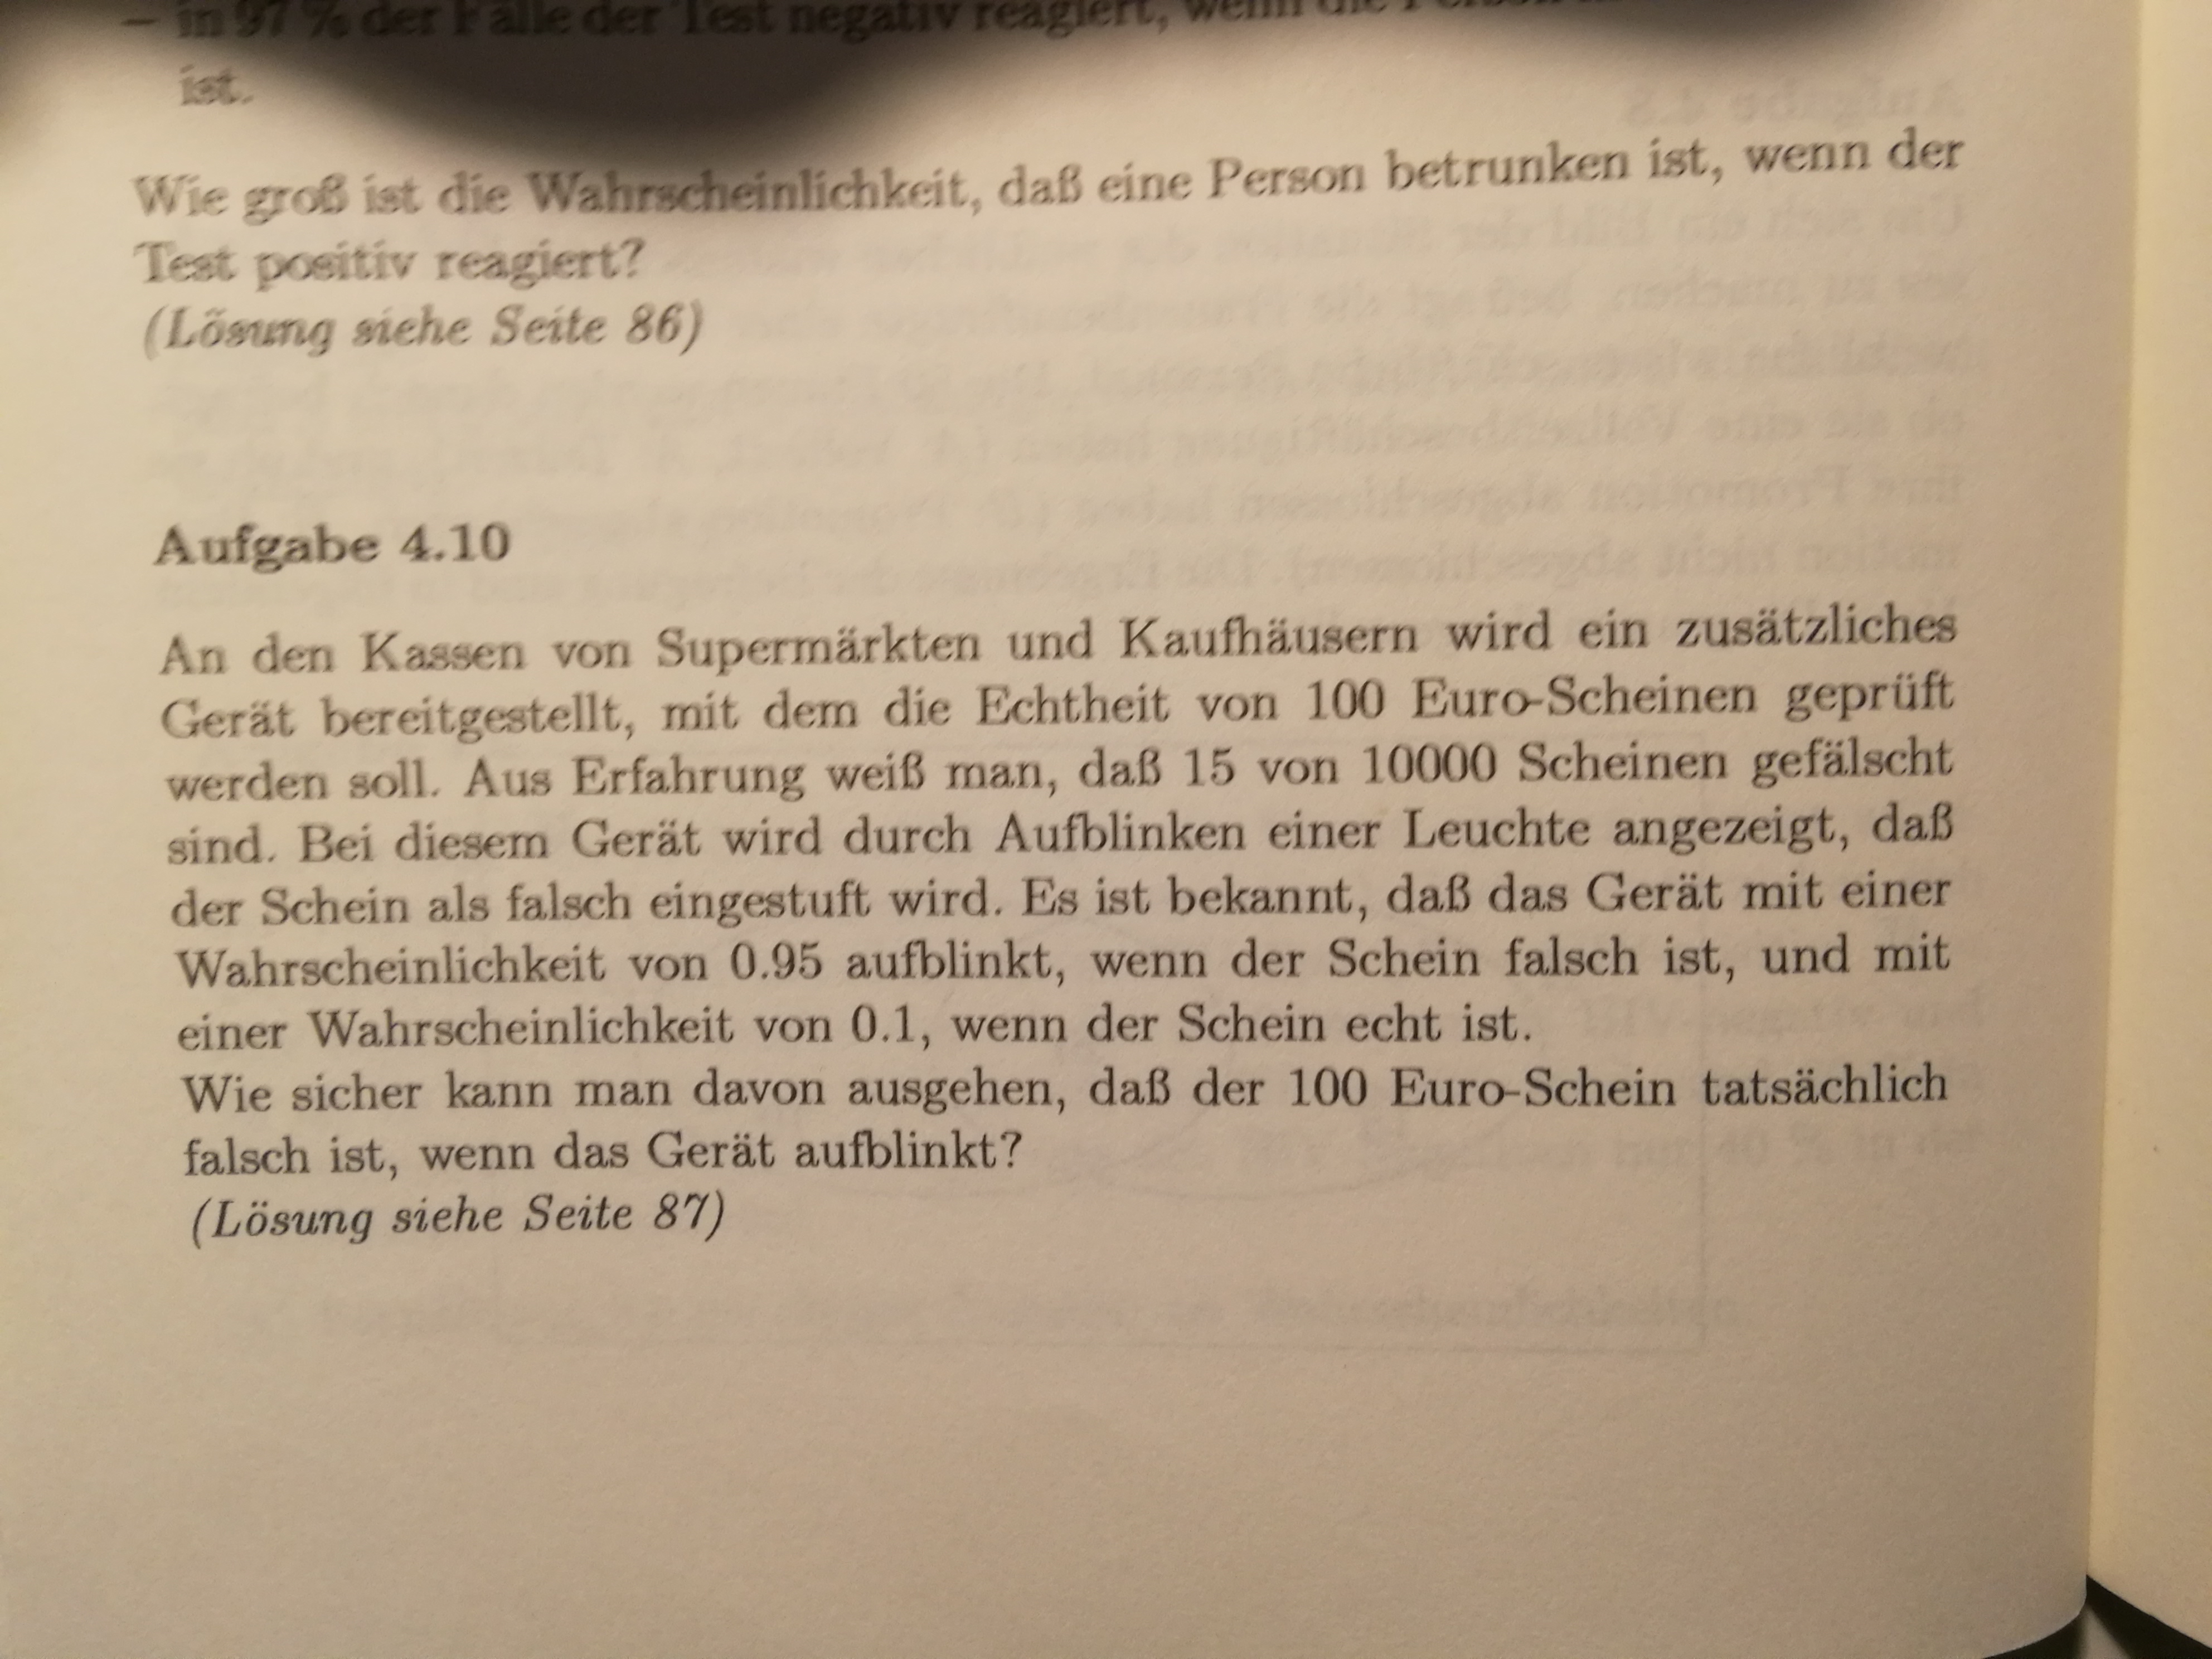 – in 97 % der Fälle der Test negativ reagiert, wenn die Person
ist.
Wie groß ist die Wahrscheinlichkeit, daß eine Person betrunken ist, wenn der
Test positiv reagiert?
(Lösung siehe Seite 86)
Aufgabe 4.10
An den Kassen von Supermärkten und Kaufhäusern wird ein zusätzliches
Gerät bereitgestellt, mit dem die Echtheit von 100 Euro-Scheinen geprüft
werden soll. Aus Erfahrung weiß man, daß 15 von 10000 Scheinen gefälscht
sind. Bei diesem Gerät wird durch Aufblinken einer Leuchte angezeigt, daß
der Schein als falsch eingestuft wird. Es ist bekannt, daß das Gerät mit einer
Wahrscheinlichkeit von 0.95 aufblinkt, wenn der Schein falsch ist, und mit
einer Wahrscheinlichkeit von 0.1, wenn der Schein echt ist.
Wie sicher kann man davon ausgehen, daß der 100 Euro-Schein tatsächlich
falsch ist, wenn das Gerät aufblinkt?
(Lösung siehe Seite 87)